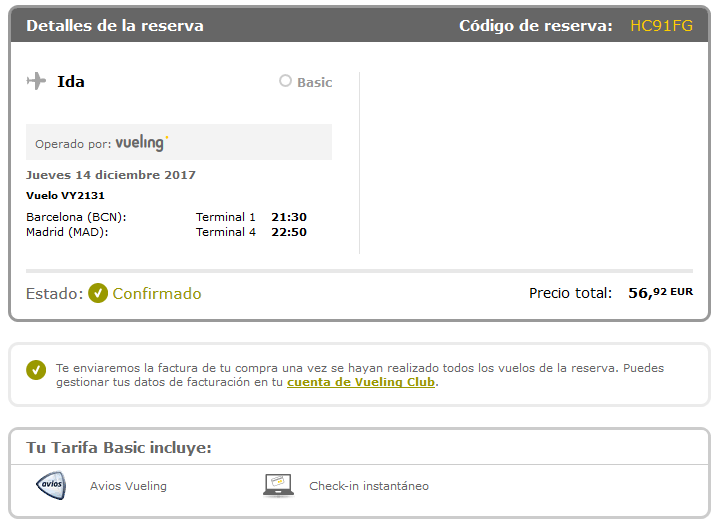 Detalles de la reserva Código de reserva: HC91FG
Ida Basic
Operado por: vueling
Jueves 14 diciembre 2017
Vuelo VY2131
Barcelona (BCN): Terminal 1 21:30
Madrid (MAD): Terminal 4 22:50
Estado: Confirmado Precio total: 56,92 EUR
Te enviaremos la factura de tu compra una vez se hayan realizado todos los vuelos de la reserva. Puedes
gestionar tus datos de facturación en tu cuenta de Vueling Club.
Tu Tarifa Basic incluye:
avios Avios Vueling Check-in instantáneo